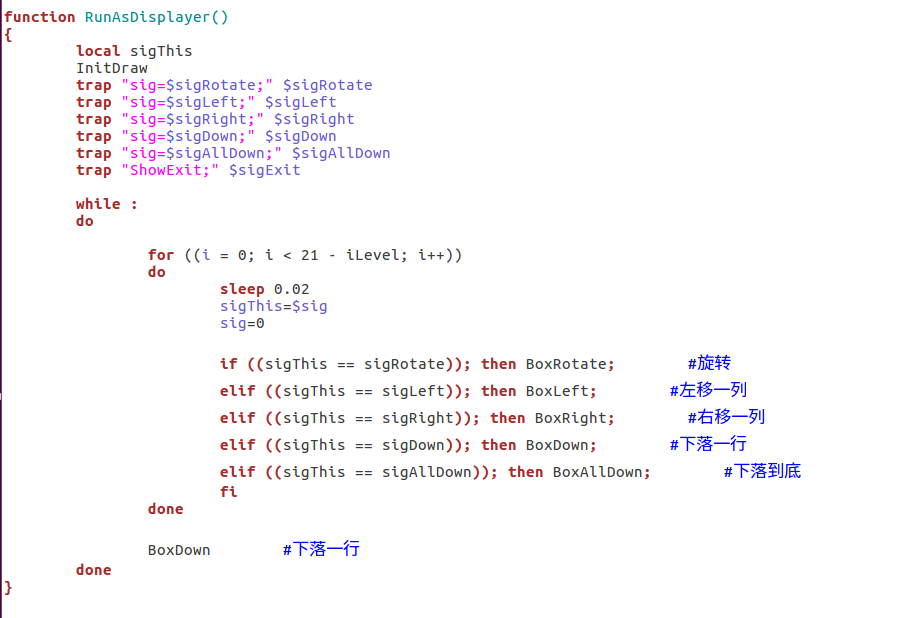 function RunAsDisplayer()
{
local sigThis
InitDraw
trap "sig=$sigRotate;" $sigRotate
trap "sig=$sigLeft;" $sigLeft
trap "sig=$sigRight;" $sigRight
trap "sig=$sigDown;" $sigDown
trap "sig=$sigAllDown;" $sigAllDown
trap "ShowExit;" $sigExit
while :
do
for ((i = 0; i < 21 - iLevel; i++))
do
sleep 0.02
sigThis=$sig
sig=0
if ((sigThis == sigRotate)); then BoxRotate; #旋转
elif ((sigThis == sigLeft)); then BoxLeft; #左移一列
elif ((sigThis == sigRight)); then BoxRight; #右移一列
elif ((sigThis == sigDown)); then BoxDown; #下落一行
elif ((sigThis == sigAllDown)); then BoxAllDown; #下落到底
fi
done
BoxDown #下落一行
done
}